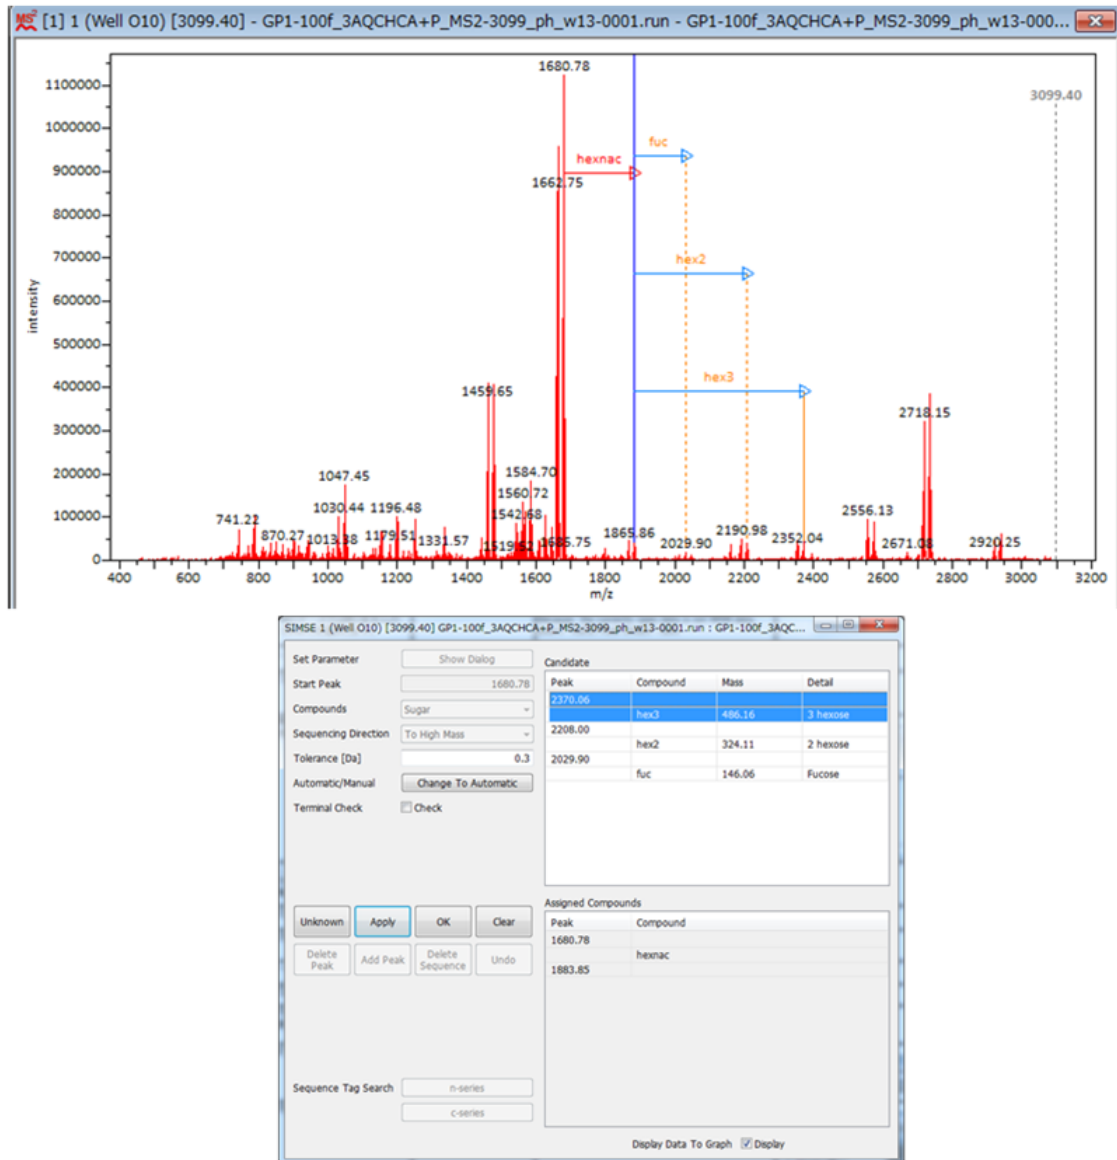 MS2 [1] 1 (Well O10) [3099.40] - GP1-100f_3AQCHCA+P_MS2-3099_ph_w13-0001.run - GP1-100f_3AQCHCA+P_MS2-3099_ph_w13-000...
1680.78
1100000
3099.40
1000000
fuc
hexnac
900000
1662.75
800000
700000
hex2
600000
intensity
500000
hex3
400000
1459.65
2718.15
300000
200000
1047.45 1584.70
1560.72
1030.44 1196.48 2556.13
100000
741.22 1542.68
870.27 1013.38 1179.51 1331.57 1519.52 1865.86 2029.90 2190.98 2352.04 2671.08 2920.25
0
400 600 800 1000 1200 1400 1600 1800 2000 2200 2400 2600 2800 3000 3200
m/z
SIMSE 1 (Well O10) [3099.40] GP1-100f_3AQCHCA+P_MS2-3099_ph_w13-0001.run : GP1-100f_3AQC...
Set Parameter Show Dialog
Start Peak 1680.78
Compounds Sugar
Sequencing Direction To High Mass
Tolerance [Da] 0.3
Automatic/Manual Change To Automatic
Terminal Check Check
Candidate
Peak Compound Mass Detail
2370.06
hex3 486.16 3 hexose
2208.00
hex2 324.11 2 hexose
2029.90
fuc 146.06 Fucose
Unknown Apply OK Clear
Delete Peak Add Peak Delete Sequence Undo
Assigned Compounds
Peak Compound
1680.78
hexnac
1883.85
Sequence Tag Search n-series
c-series
Display Data To Graph Display